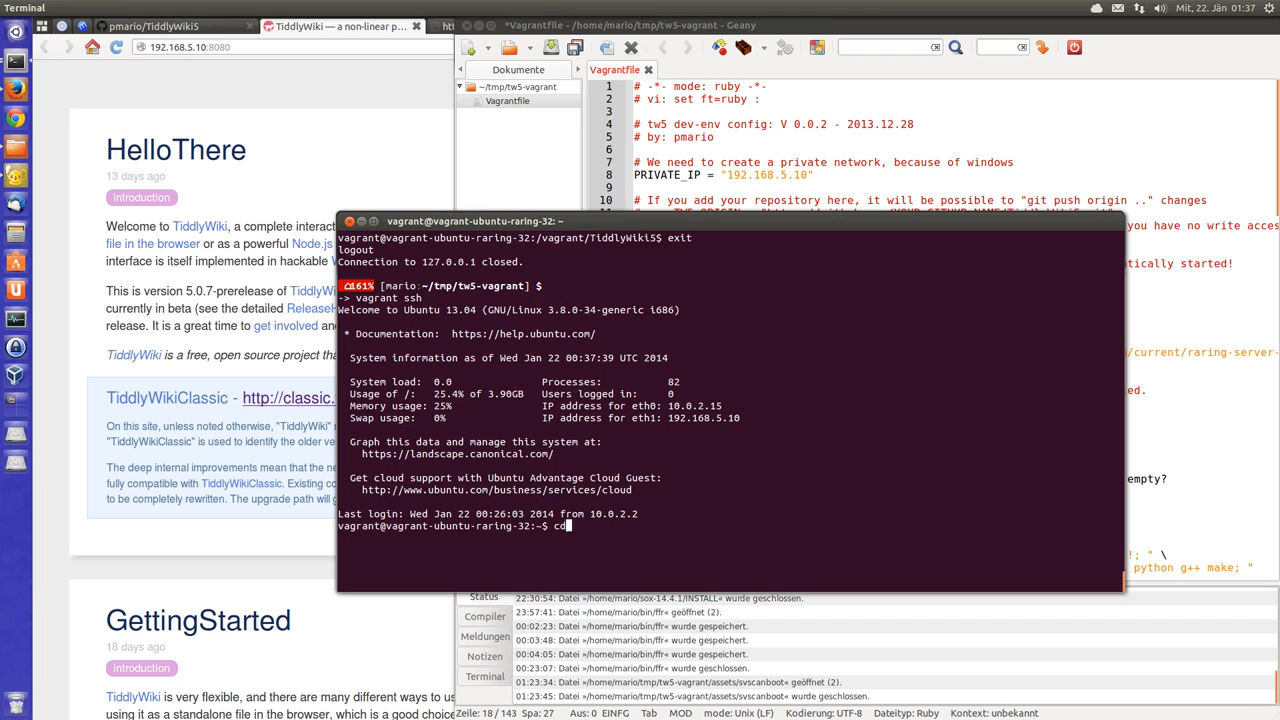 Terminal
Mit, 22. Jän 01:37
pmario/TiddlyWiki5
TiddlyWiki — a non-linear p...
192.168.5.10:8080
HelloThere
13 days ago
introduction
Welcome to TiddlyWiki, a complete interac
file in the browser or as a powerful Node.js
interface is itself implemented in hackable
This is version 5.0.7-prerelease of TiddlyWi
currently in beta (see the detailed Release
release. It is a great time to get involved and
TiddlyWiki is a free, open source project tha
TiddlyWikiClassic - http://classic.
On this site, unless noted otherwise, "TiddlyWiki"
"TiddlyWikiClassic" is used to identify the older ve
The deep internal improvements mean that the ne
fully compatible with TiddlyWikiClassic. Existing co
to be completely rewritten. The upgrade path will g
GettingStarted
18 days ago
introduction
TiddlyWiki is very flexible, and there are many different ways to us
using it as a standalone file in the browser, which is a good choice
*Vagrantfile - /home/mario/tmp/tw5-vagrant - Geany
Dokumente
~/tmp/tw5-vagrant
Vagrantfile
Vagrantfile
1 # -*- mode: ruby -*-
2 # vi: set ft=ruby :
3
4 # tw5 dev-env config: V 0.0.2 - 2013.12.28
5 # by: pmario
6
7 # We need to create a private network, because of windows
8 PRIVATE_IP = "192.168.5.10"
9
10 # If you add your repository here, it will be possible to "git push origin .." changes
you have no write acces
tically started!
/current/raring-server-
ed.
empty?
!; " \
python g++ make; "
vagrant@vagrant-ubuntu-raring-32: ~
vagrant@vagrant-ubuntu-raring-32:/vagrant/TiddlyWiki5$ exit
logout
Connection to 127.0.0.1 closed.
161% [mario:~/tmp/tw5-vagrant] $
-> vagrant ssh
Welcome to Ubuntu 13.04 (GNU/Linux 3.8.0-34-generic i686)
* Documentation: https://help.ubuntu.com/
System information as of Wed Jan 22 00:37:39 UTC 2014
System load: 0.0 Processes: 82
Usage of /: 25.4% of 3.90GB Users logged in: 0
Memory usage: 25% IP address for eth0: 10.0.2.15
Swap usage: 0% IP address for eth1: 192.168.5.10
Graph this data and manage this system at:
https://landscape.canonical.com/
Get cloud support with Ubuntu Advantage Cloud Guest:
http://www.ubuntu.com/business/services/cloud
Last login: Wed Jan 22 00:26:03 2014 from 10.0.2.2
vagrant@vagrant-ubuntu-raring-32:~$ cd
Status
Compiler
Meldungen
Notizen
Terminal
22:30:54: Datei »/home/mario/sox-14.4.1/INSTALL« wurde geschlossen.
23:57:41: Datei »/home/mario/bin/ffr« geöffnet (2).
00:02:23: Datei »/home/mario/bin/ffr« wurde gespeichert.
00:03:48: Datei »/home/mario/bin/ffr« wurde gespeichert.
00:04:05: Datei »/home/mario/bin/ffr« wurde gespeichert.
00:23:07: Datei »/home/mario/bin/ffr« wurde geschlossen.
01:23:34: Datei »/home/mario/tmp/tw5-vagrant/assets/svscanboot« geöffnet (2).
01:23:45: Datei »/home/mario/tmp/tw5-vagrant/assets/svscanboot« wurde geschlossen.
Zeile: 18 / 143 Spa: 27 Aus: 0 EINFG Tab MOD mode: Unix (LF) Kodierung: UTF-8 Dateityp: Ruby Kontext: unbekannt